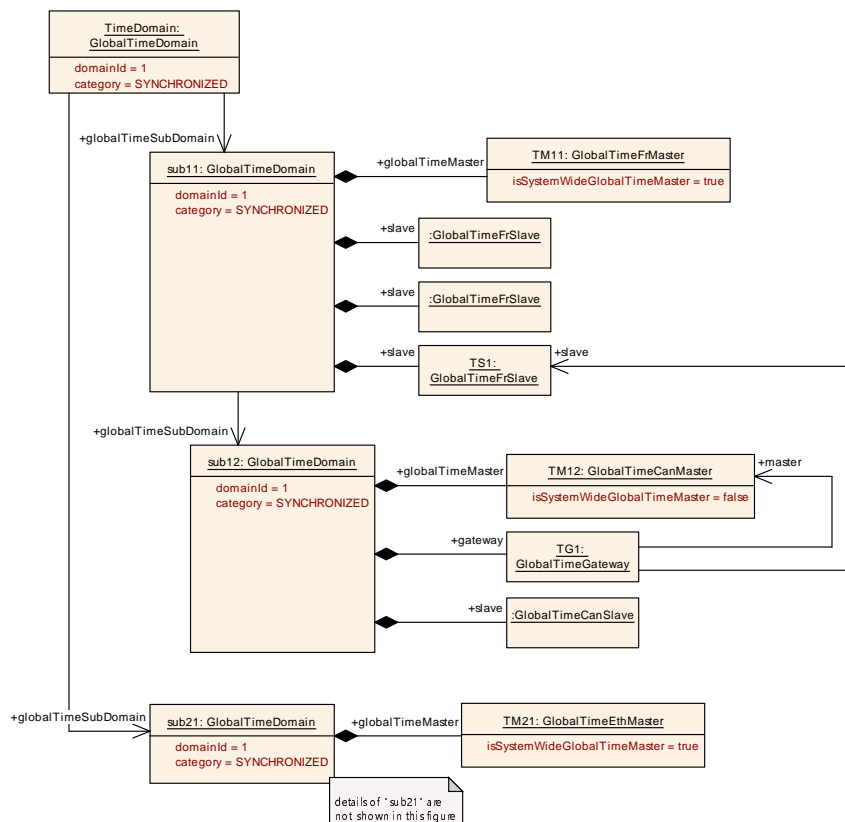 TimeDomain:
GlobalTimeDomain
domainId = 1
category = SYNCHRONIZED
+globalTimeSubDomain
sub11: GlobalTimeDomain
domainId = 1
category = SYNCHRONIZED
+globalTimeMaster
TM11: GlobalTimeFrMaster
isSystemWideGlobalTimeMaster = true
+slave
:GlobalTimeFrSlave
+slave
:GlobalTimeFrSlave
+slave
TS1:
GlobalTimeFrSlave
+slave
+globalTimeSubDomain
sub12: GlobalTimeDomain
domainId = 1
category = SYNCHRONIZED
+globalTimeMaster
TM12: GlobalTimeCanMaster
isSystemWideGlobalTimeMaster = false
+master
+gateway
TG1:
GlobalTimeGateway
+slave
:GlobalTimeCanSlave
+globalTimeSubDomain
sub21: GlobalTimeDomain
domainId = 1
category = SYNCHRONIZED
+globalTimeMaster
TM21: GlobalTimeEthMaster
isSystemWideGlobalTimeMaster = true
details of "sub21" are
not shown in this figure